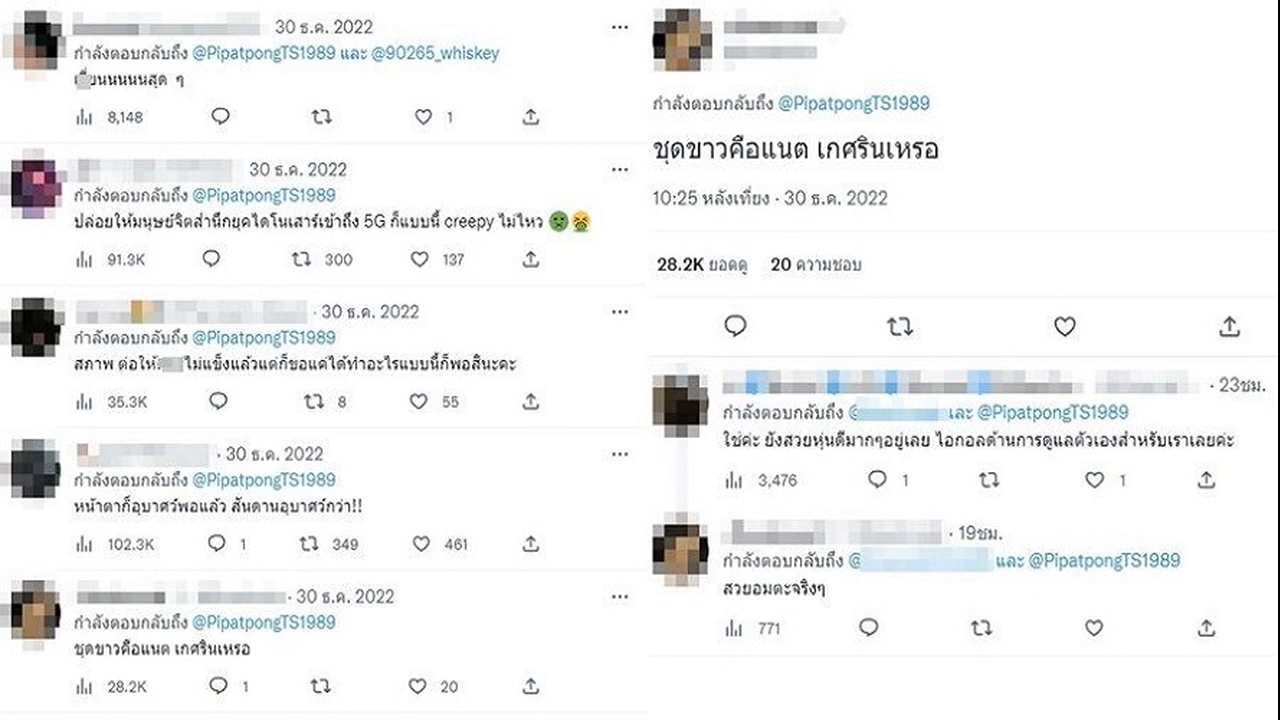 30 ธ.ค. 2022
กำลังตอบกลับถึง @PipatpongTS1989 และ @90265_whiskey
ยนนนนนสุด ๆ
8,148 1
30 ธ.ค. 2022
กำลังตอบกลับถึง @PipatpongTS1989
ปล่อยให้มนุษย์จิตสำนึกยุคไดโนเสาร์เข้าถึง 5G ก็แบบนี้ creepy ไม่ไหว 🤢🤮
91.3K 300 137
· 30 ธ.ค. 2022
กำลังตอบกลับถึง @PipatpongTS1989
สภาพ ต่อให้ ไม่แข็งแล้วแต่ก็ขอแค่ได้ทำอะไรแบบนี้ก็พอสินะคะ
35.3K 8 55
· 30 ธ.ค. 2022
กำลังตอบกลับถึง @PipatpongTS1989
หน้าตาก็อุบาศว์พอแล้ว สันดานอุบาศว์กว่า!!
102.3K 1 349 461
· 30 ธ.ค. 2022
กำลังตอบกลับถึง @PipatpongTS1989
ชุดขาวคือแนต เกศรินเหรอ
28.2K 1 20
กำลังตอบกลับถึง @PipatpongTS1989
ชุดขาวคือแนต เกศรินเหรอ
10:25 หลังเที่ยง · 30 ธ.ค. 2022
28.2K ยอดดู 20 ความชอบ
· 23ชม.
กำลังตอบกลับถึง @ และ @PipatpongTS1989
ใช่ค่ะ ยังสวยหุ่นดีมากๆอยู่เลย ไอกอลด้านการดูแลตัวเองสำหรับเราเลยค่ะ
3,476 1 1
· 19ชม.
กำลังตอบกลับถึง @ และ @PipatpongTS1989
สวยอมตะจริงๆ
771